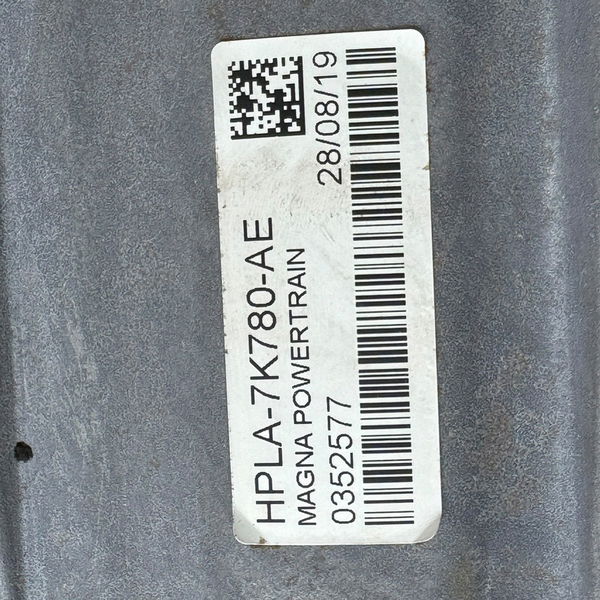 HPLA-7K780-AE
MAGNA POWERTRAIN
0352577 28/08/19